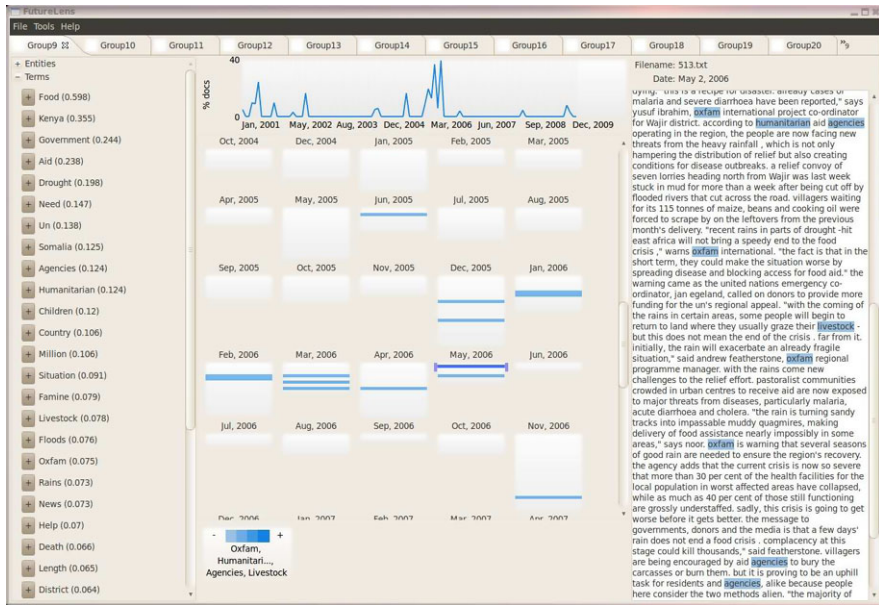 FutureLens
File Tools Help
Group9 Group10 Group11 Group12 Group13 Group14 Group15 Group16 Group17 Group18 Group19 Group20 »9
+ Entities
- Terms
+ Food (0.598)
+ Kenya (0.355)
+ Government (0.244)
+ Aid (0.238)
+ Drought (0.198)
+ Need (0.147)
+ Un (0.138)
+ Somalia (0.125)
+ Agencies (0.124)
+ Humanitarian (0.124)
+ Children (0.12)
+ Country (0.106)
+ Million (0.106)
+ Situation (0.091)
+ Famine (0.079)
+ Livestock (0.078)
+ Floods (0.076)
+ Oxfam (0.075)
+ Rains (0.073)
+ News (0.073)
+ Help (0.07)
+ Death (0.066)
+ Length (0.065)
+ District (0.064)
40
% docs
0
Jan, 2001 May, 2002 Aug, 2003 Dec, 2004 Mar, 2006 Jun, 2007 Sep, 2008 Dec, 2009
Oct, 2004 Dec, 2004 Jan, 2005 Feb, 2005 Mar, 2005
Apr, 2005 May, 2005 Jun, 2005 Jul, 2005 Aug, 2005
Sep, 2005 Oct, 2005 Nov, 2005 Dec, 2005 Jan, 2006
Feb, 2006 Mar, 2006 Apr, 2006 May, 2006 Jun, 2006
Jul, 2006 Aug, 2006 Sep, 2006 Oct, 2006 Nov, 2006
Dec, 2006 Jan, 2007 Feb, 2007 Mar, 2007 Apr, 2007
- +
Oxfam,
Humanitari...,
Agencies, Livestock
Filename: 513.txt
Date: May 2, 2006
dying. "this is a recipe for disaster. already cases of
malaria and severe diarrhoea have been reported," says
yusuf ibrahim, oxfam international project co-ordinator
for Wajir district. according to humanitarian aid agencies
operating in the region, the people are now facing new
threats from the heavy rainfall , which is not only
hampering the distribution of relief but also creating
conditions for disease outbreaks. a relief convoy of
seven lorries heading north from Wajir was last week
stuck in mud for more than a week after being cut off by
flooded rivers that cut across the road. villagers waiting
for its 115 tonnes of maize, beans and cooking oil were
forced to scrape by on the leftovers from the previous
month's delivery. "recent rains in parts of drought -hit
east africa will not bring a speedy end to the food
crisis ," warns oxfam international. "the fact is that in the
short term, they could make the situation worse by
spreading disease and blocking access for food aid." the
warning came as the united nations emergency co-
ordinator, jan egeland, called on donors to provide more
funding for the un's regional appeal. "with the coming of
the rains in certain areas, some people will begin to
return to land where they usually graze their livestock -
but this does not mean the end of the crisis . far from it.
initially, the rain will exacerbate an already fragile
situation," said andrew featherstone, oxfam regional
programme manager. with the rains come new
challenges to the relief effort. pastoralist communities
crowded in urban centres to receive aid are now exposed
to major threats from diseases, particularly malaria,
acute diarrhoea and cholera. "the rain is turning sandy
tracks into impassable muddy quagmires, making
delivery of food assistance nearly impossibly in some
areas," says noor. oxfam is warning that several seasons
of good rain are needed to ensure the region's recovery.
the agency adds that the current crisis is now so severe
that more than 30 per cent of the health facilities for the
local population in worst affected areas have collapsed,
while as much as 40 per cent of those still functioning
are grossly understaffed. sadly, this crisis is going to get
worse before it gets better. the message to
governments, donors and the media is that a few days'
rain does not end a food crisis . complacency at this
stage could kill thousands," said featherstone. villagers
are being encouraged by aid agencies to bury the
carcasses or burn them. but it is proving to be an uphill
task for residents and agencies, alike because people
here consider the two methods alien. "the majority of